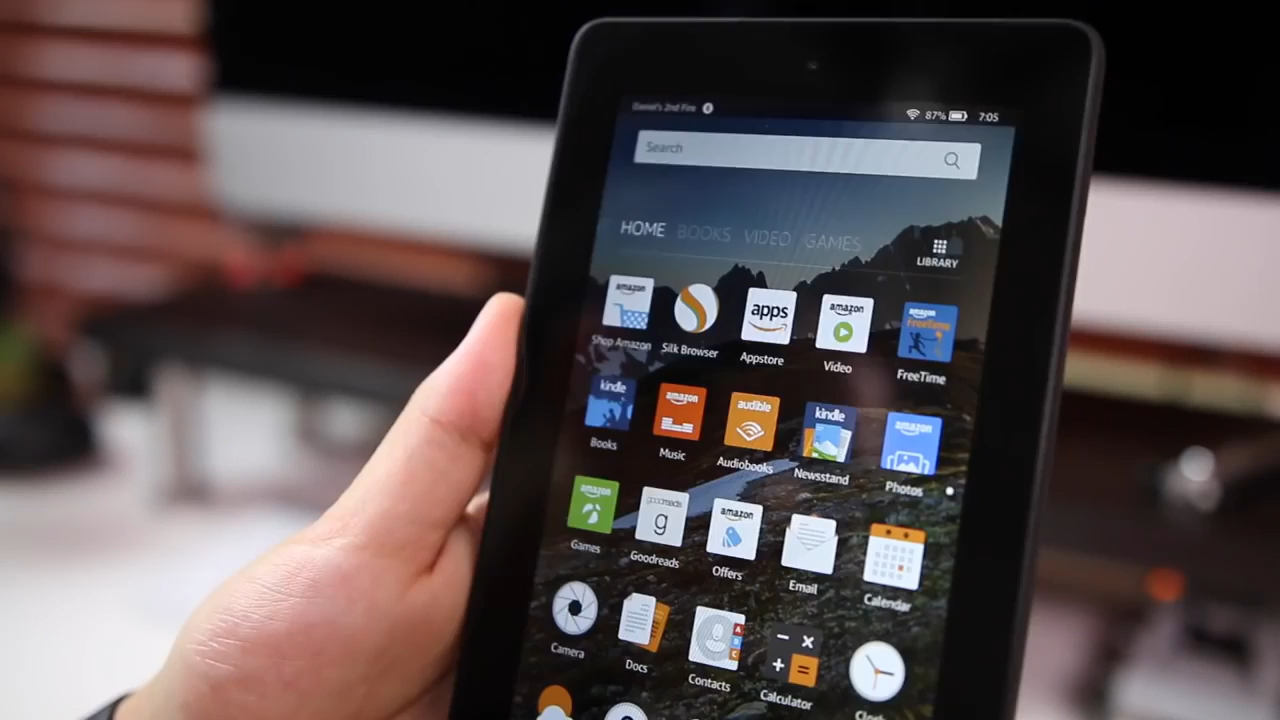 Daniel's 2nd Fire
87% 7:05
Search
HOME BOOKS VIDEO GAMES
LIBRARY
amazon
Shop Amazon
Silk Browser
apps
Appstore
amazon
Video
amazon
FreeTime
FreeTime
kindle
Books
amazon
Music
audible
Audiobooks
kindle
Newsstand
amazon
Photos
amazon
Games
goodreads
g
Goodreads
amazon
Offers
Email
Calendar
Camera
Docs
A
B
C
Contacts
− ×
+ =
Calculator